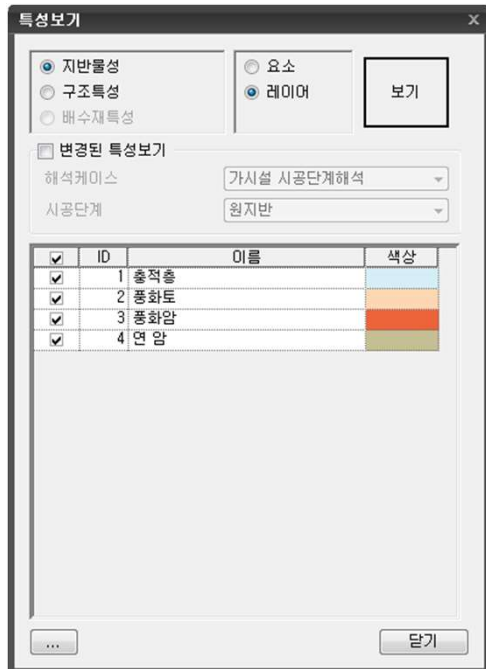 특성보기
지반물성
구조특성
배수재특성
요소
레이어
보기
변경된 특성보기
해석케이스 가시설 시공단계해석
시공단계 원지반
ID 이름 색상
1 충적층
2 풍화토
3 풍화암
4 연 암
... 닫기